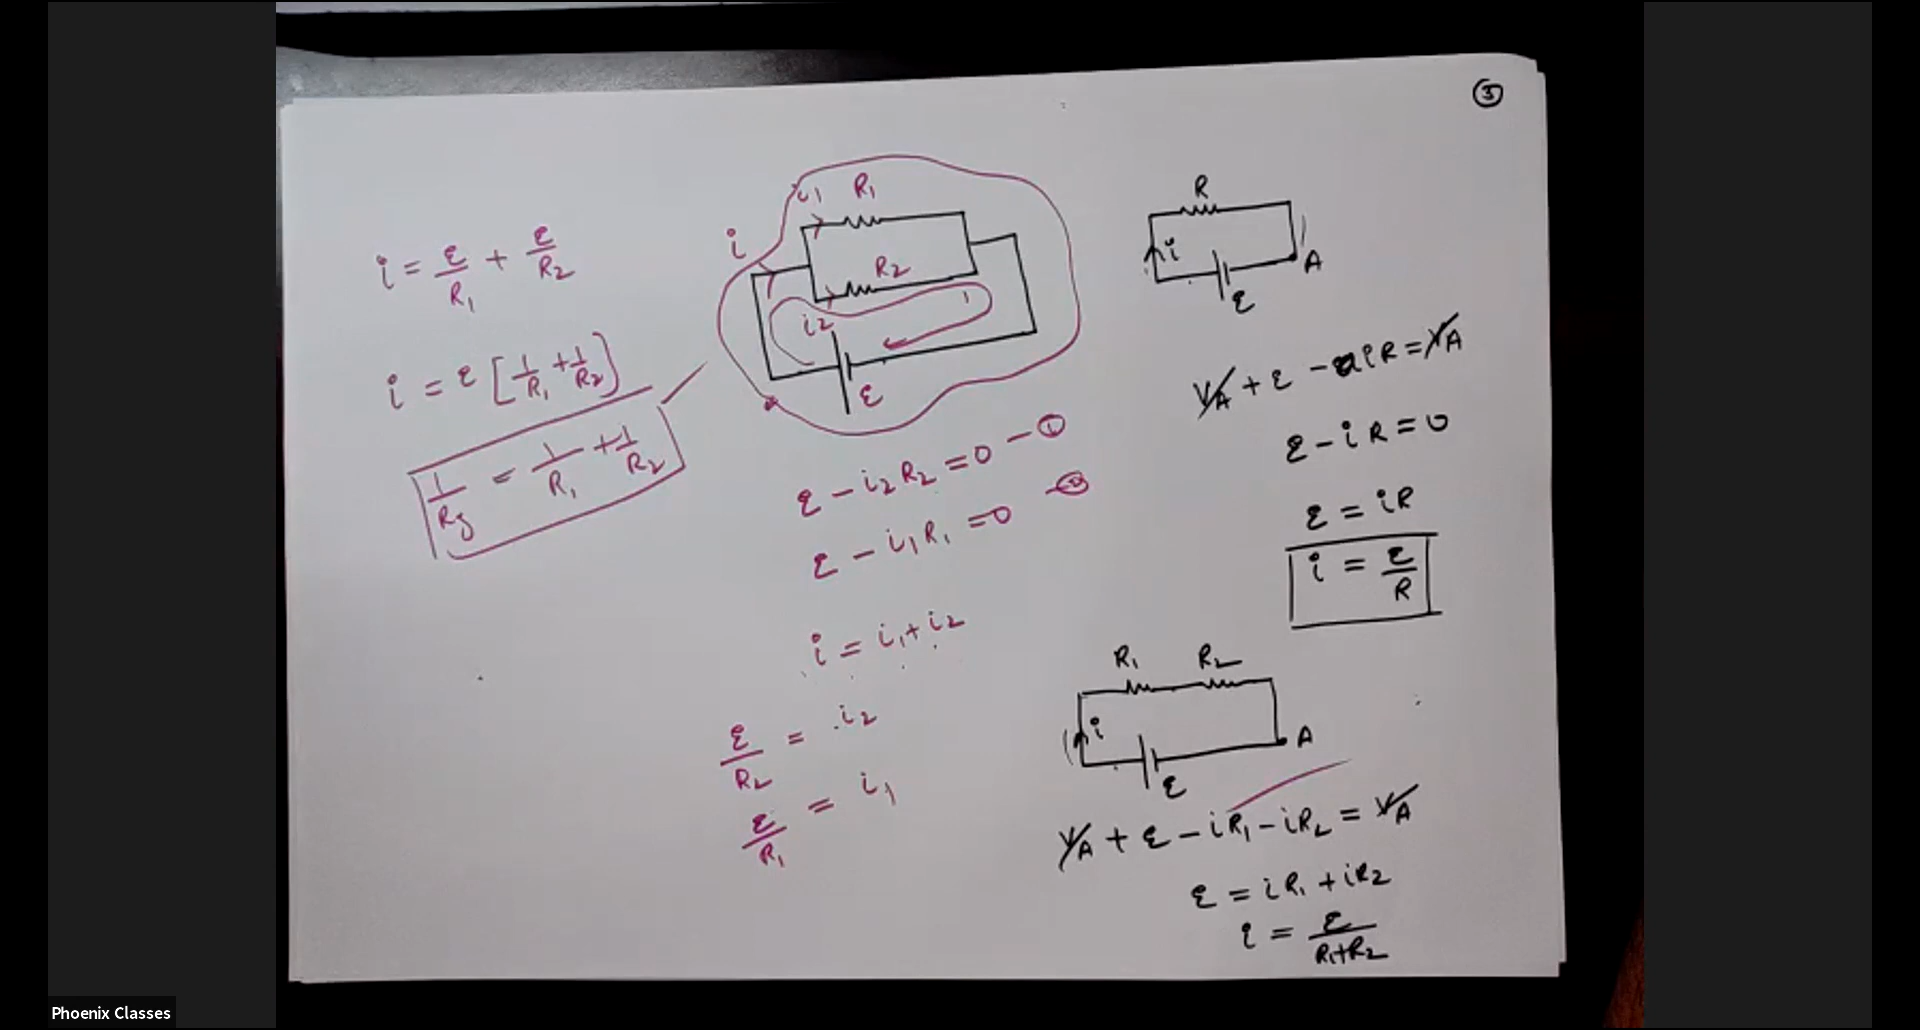 ③
R
i
A
ε
V_A + ε - iR = V_A
ε - iR = 0
ε = iR
i = ε/R
R₁ R₂
i
A
ε
V_A + ε - iR₁ - iR₂ = V_A
ε = iR₁ + iR₂
i = ε/(R₁+R₂)
i₁ R₁
i
R₂
i₂
ε
ε - i₂R₂ = 0 - ①
ε - i₁R₁ = 0 - ②
i = i₁ + i₂
ε/R₂ = i₂
ε/R₁ = i₁
i = ε/R₁ + ε/R₂
i = ε [1/R₁ + 1/R₂]
= 1/R₁ + 1/R₂
Phoenix Classes